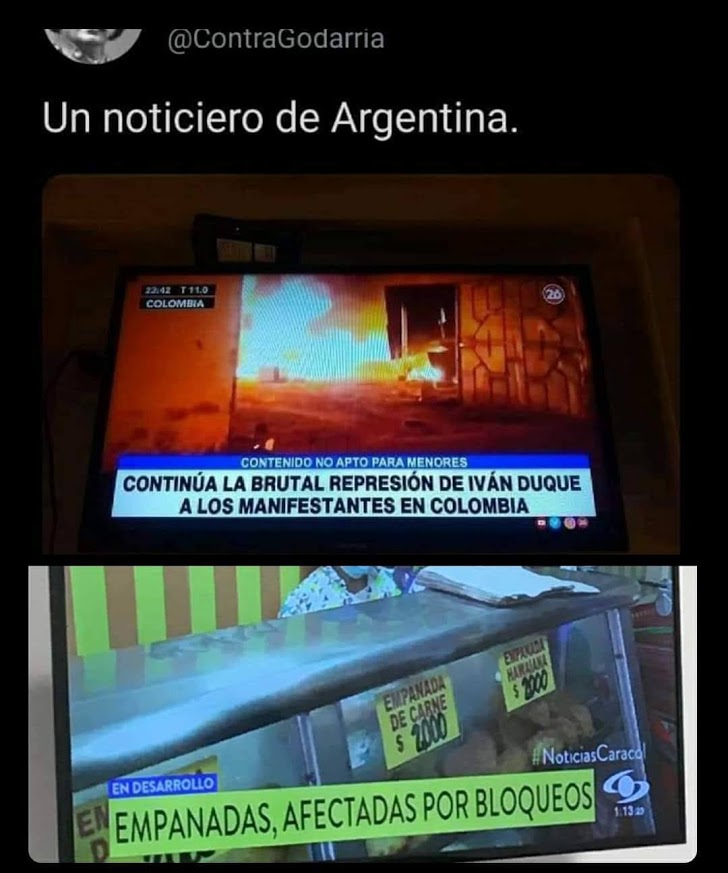 @ContraGodarria
Un noticiero de Argentina.
22:42 T 11.0
COLOMBIA
26
CONTENIDO NO APTO PARA MENORES
CONTINÚA LA BRUTAL REPRESIÓN DE IVÁN DUQUE
A LOS MANIFESTANTES EN COLOMBIA
EMPANADA
HAWAIANA
$ 2000
EMPANADA
DE CARNE
$ 2000
#NoticiasCaracol
EN DESARROLLO
EMPANADAS, AFECTADAS POR BLOQUEOS
1:13